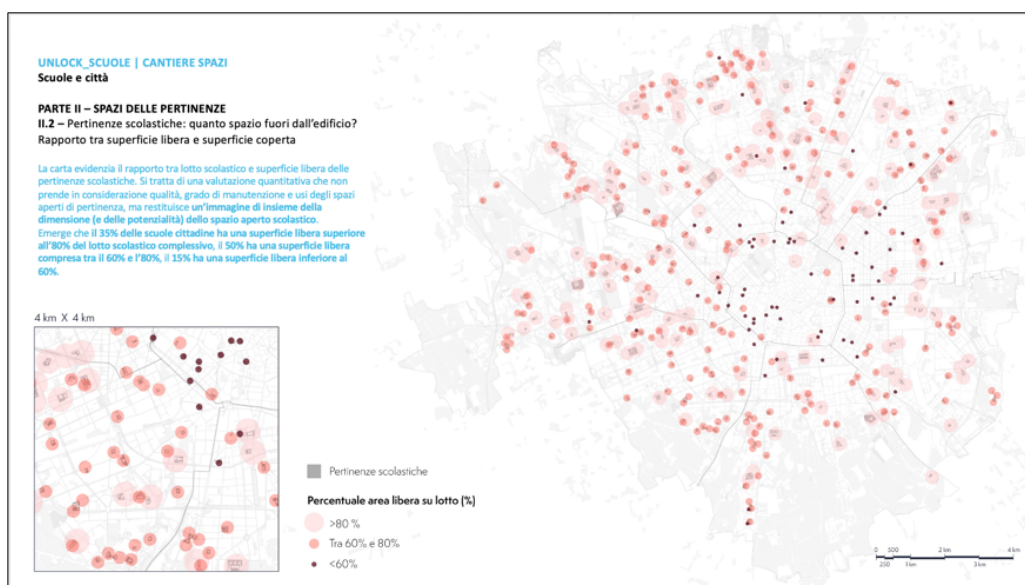 UNLOCK_SCUOLE | CANTIERE SPAZI
Scuole e città
PARTE II – SPAZI DELLE PERTINENZE
II.2 – Pertinenze scolastiche: quanto spazio fuori dall'edificio?
Rapporto tra superficie libera e superficie coperta
La carta evidenzia il rapporto tra lotto scolastico e superficie libera delle
pertinenze scolastiche. Si tratta di una valutazione quantitativa che non
prende in considerazione qualità, grado di manutenzione e usi degli spazi
aperti di pertinenza, ma restituisce un'immagine di insieme della
dimensione (e delle potenzialità) dello spazio aperto scolastico.
Emerge che il 35% delle scuole cittadine ha una superficie libera superiore
all'80% del lotto scolastico complessivo, il 50% ha una superficie libera
compresa tra il 60% e l'80%, il 15% ha una superficie libera inferiore al
60%.
4 km X 4 km
Pertinenze scolastiche
Percentuale area libera su lotto (%)
>80 %
Tra 60% e 80%
<60%
0 500 2 km 4 km
250 1 km 3 km